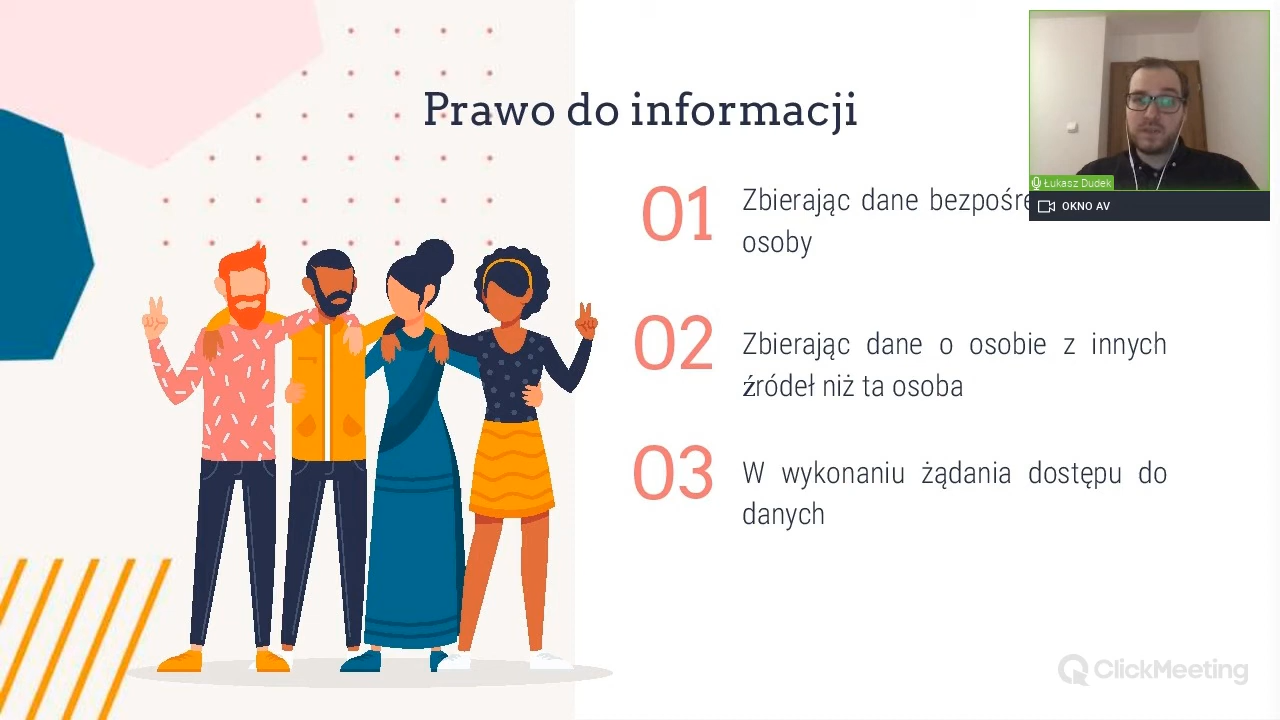 Prawo do informacji
01
Zbierając dane bezpośre
osoby
02
Zbierając dane o osobie z innych
źródeł niż ta osoba
03
W wykonaniu żądania dostępu do
danych
Łukasz Dudek
OKNO AV
ClickMeeting